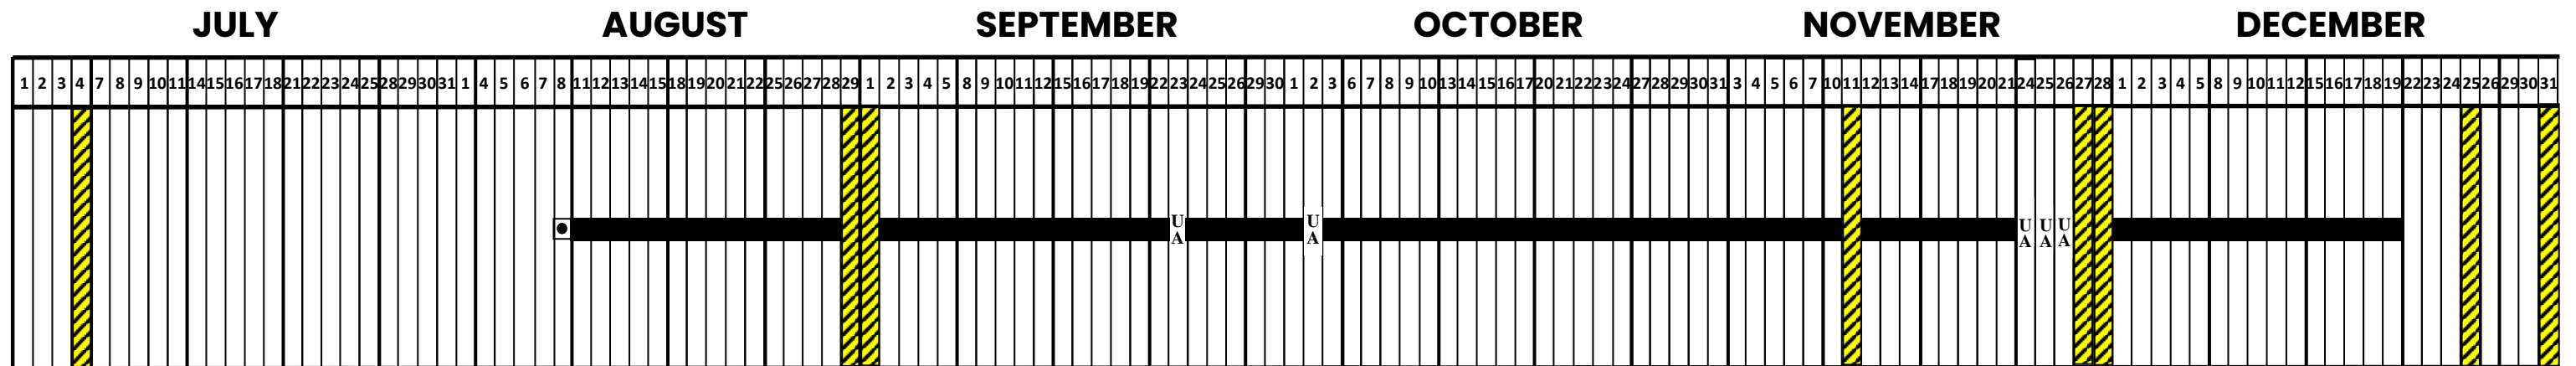 JULY AUGUST SEPTEMBER OCTOBER NOVEMBER DECEMBER
1 2 3 4 7 8 9 10 11 14 15 16 17 18 21 22 23 24 25 28 29 30 31 1 4 5 6 7 8 11 12 13 14 15 18 19 20 21 22 25 26 27 28 29 1 2 3 4 5 8 9 10 11 12 15 16 17 18 19 22 23 24 25 26 29 30 1 2 3 6 7 8 9 10 13 14 15 16 17 20 21 22 23 24 27 28 29 30 31 3 4 5 6 7 10 11 12 13 14 17 18 19 20 21 24 25 26 27 28 1 2 3 4 5 8 9 10 11 12 15 16 17 18 19 22 23 24 25 26 29 30 31
U U U U U
A A A A A